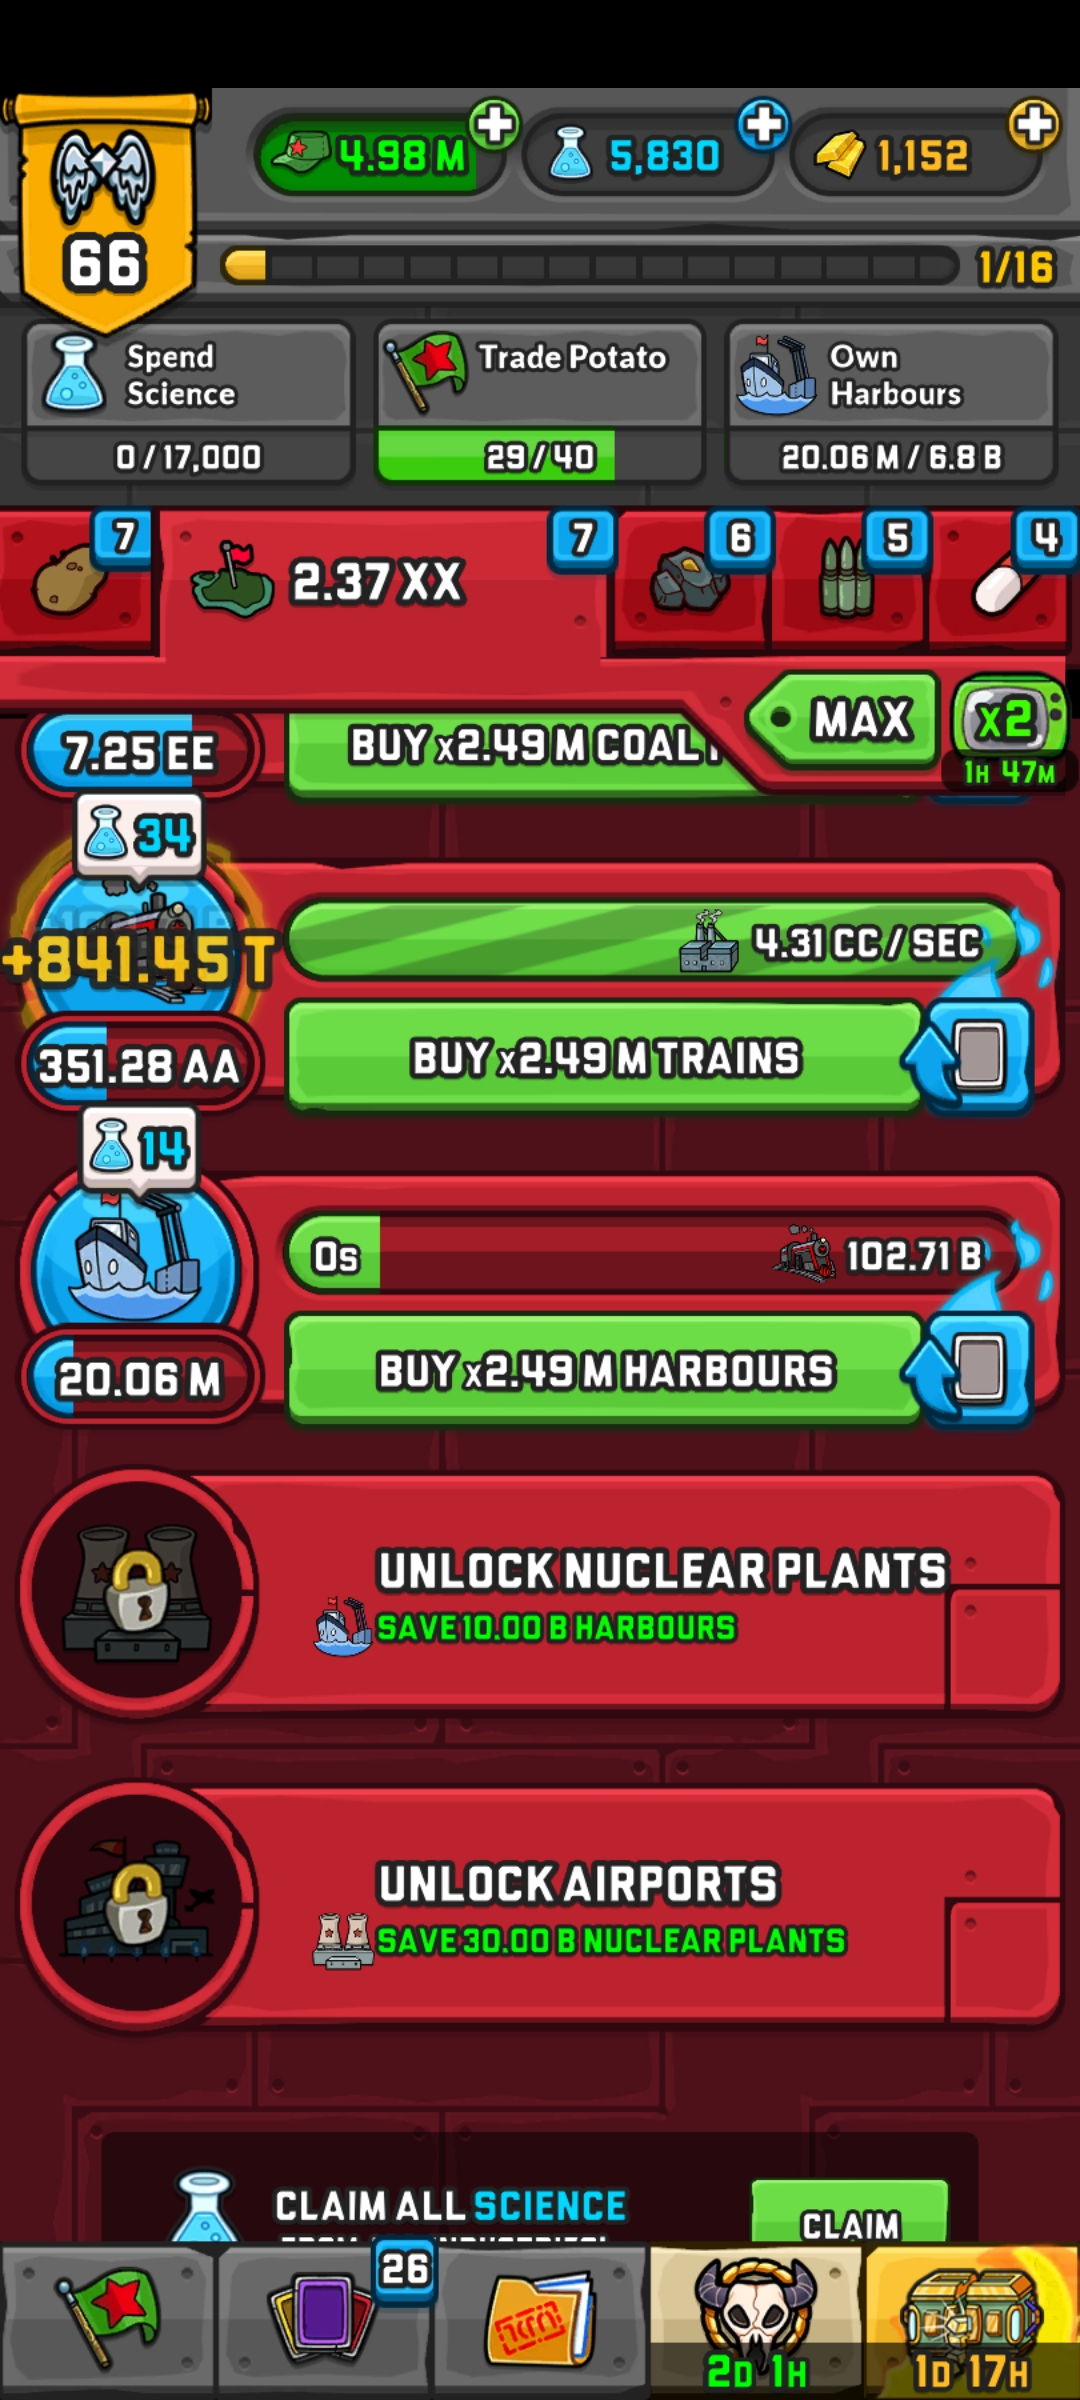 4.98 M
5,830
1,152
66
1/16
Spend
Science
0 / 17,000
Trade Potato
29 / 40
Own
Harbours
20.06 M / 6.8 B
7
2.37 XX
7
6
5
4
MAX
x2
1H 47M
7.25 EE
BUY x2.49 M COAL
34
+841.45 T
4.31 CC / SEC
351.28 AA
BUY x2.49 M TRAINS
14
0s
102.71 B
20.06 M
BUY x2.49 M HARBOURS
UNLOCK NUCLEAR PLANTS
SAVE 10.00 B HARBOURS
UNLOCK AIRPORTS
SAVE 30.00 B NUCLEAR PLANTS
CLAIM ALL SCIENCE
CLAIM
26
2D 1H
1D 17H